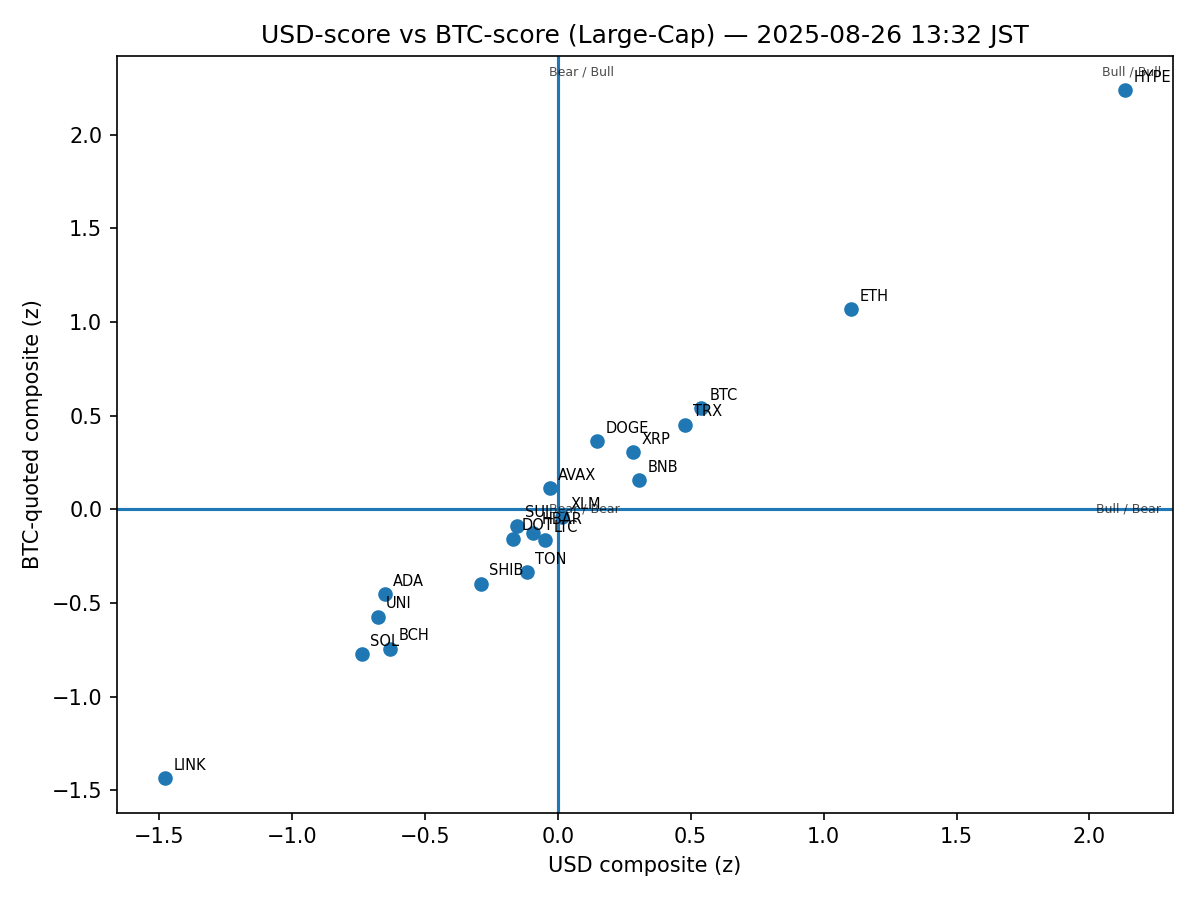 USD-score vs BTC-score (Large-Cap) — 2025-08-26 13:32 JST
Bear / Bull
Bull / Bull
HYPE
2.0
1.5
ETH
1.0
BTC
0.5
TRX
DOGE
XRP
BNB
AVAX
XLM
0.0
Bear / Bear
Bull / Bear
SUI
HBAR
DOT
LTC
TON
SHIB
ADA
−0.5
UNI
BCH
SOL
−1.0
LINK
−1.5
BTC-quoted composite (z)
−1.5
−1.0
−0.5
0.0
0.5
1.0
1.5
2.0
USD composite (z)